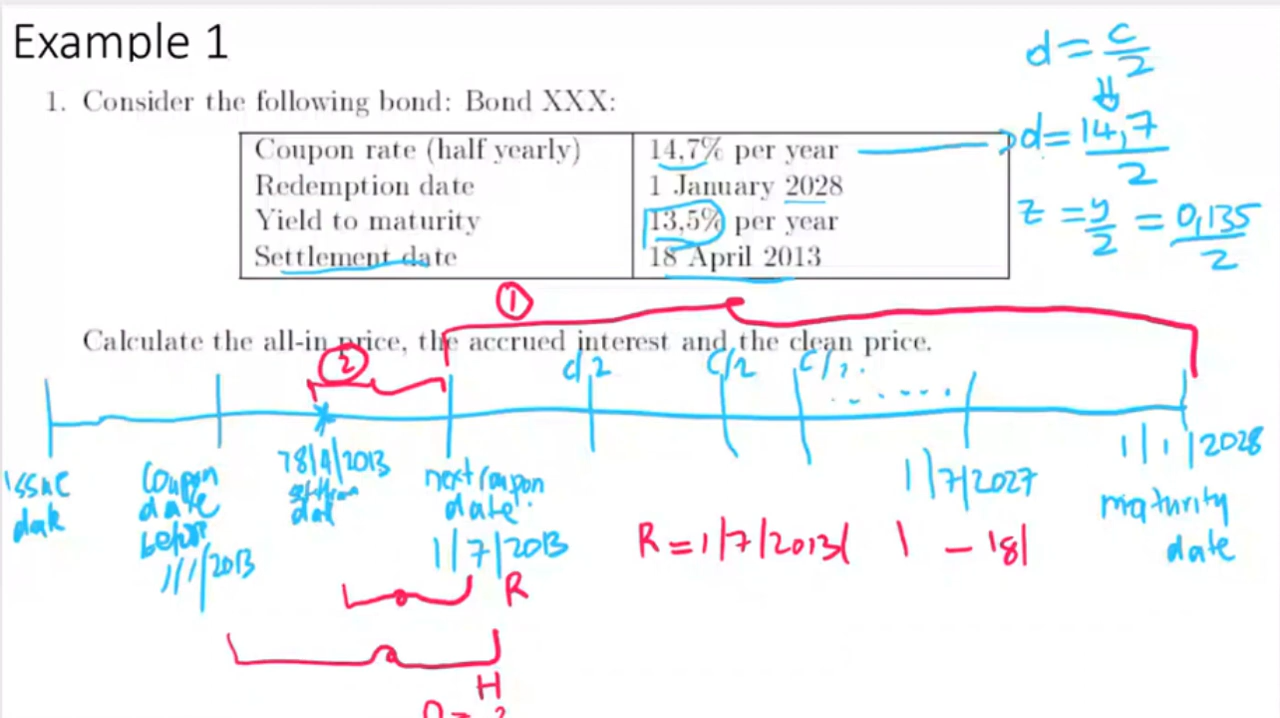 Example 1
d = c/2
⇓
1. Consider the following bond: Bond XXX:
Coupon rate (half yearly) 14,7% per year → d = 14,7/2
Redemption date 1 January 2028
Yield to maturity 13,5% per year
z = y/2 = 0,135/2
Settlement date 18 April 2013
①
Calculate the all-in price, the accrued interest and the clean price.
②
c/2 C/2 C/2.
.......
issue date
Coupon date before 1/1/2013
18/4/2013
date
next coupon date
1/7/2013
1/7/2027
1/1/2028
maturity date
R = 1/7/2013( 1 – 18/
R
H